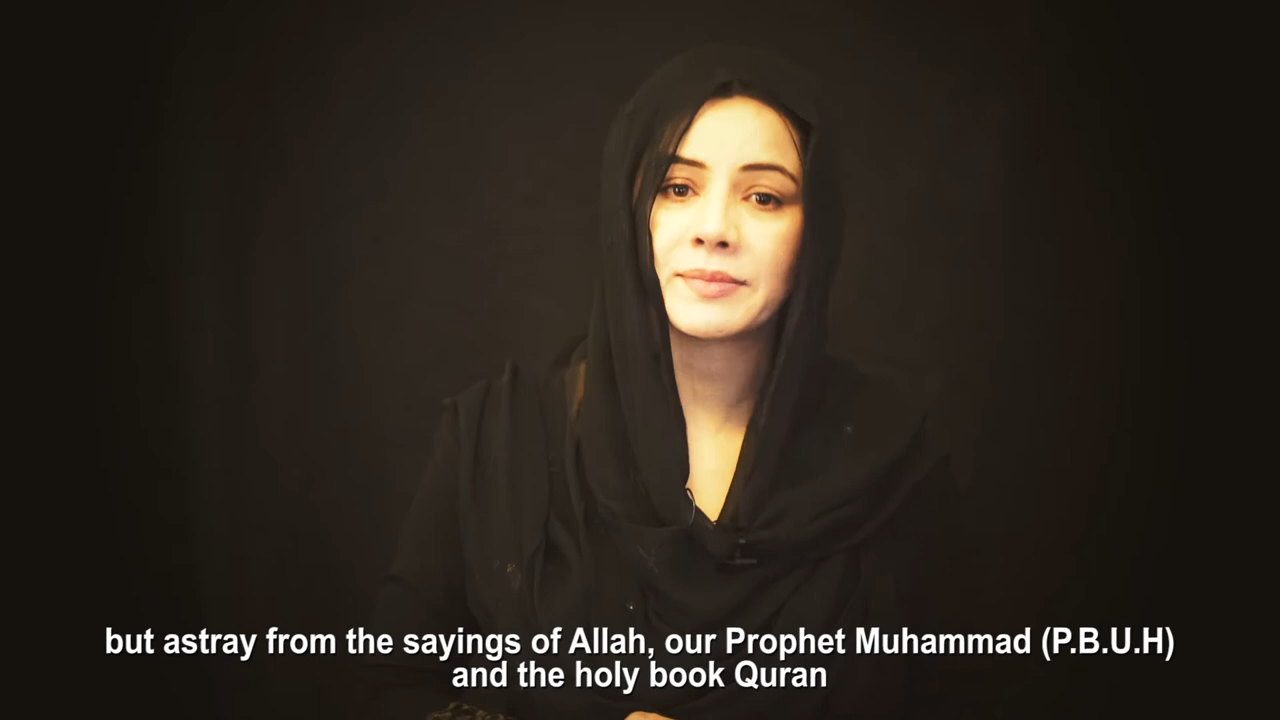 but astray from the sayings of Allah, our Prophet Muhammad (P.B.U.H)
and the holy book Quran